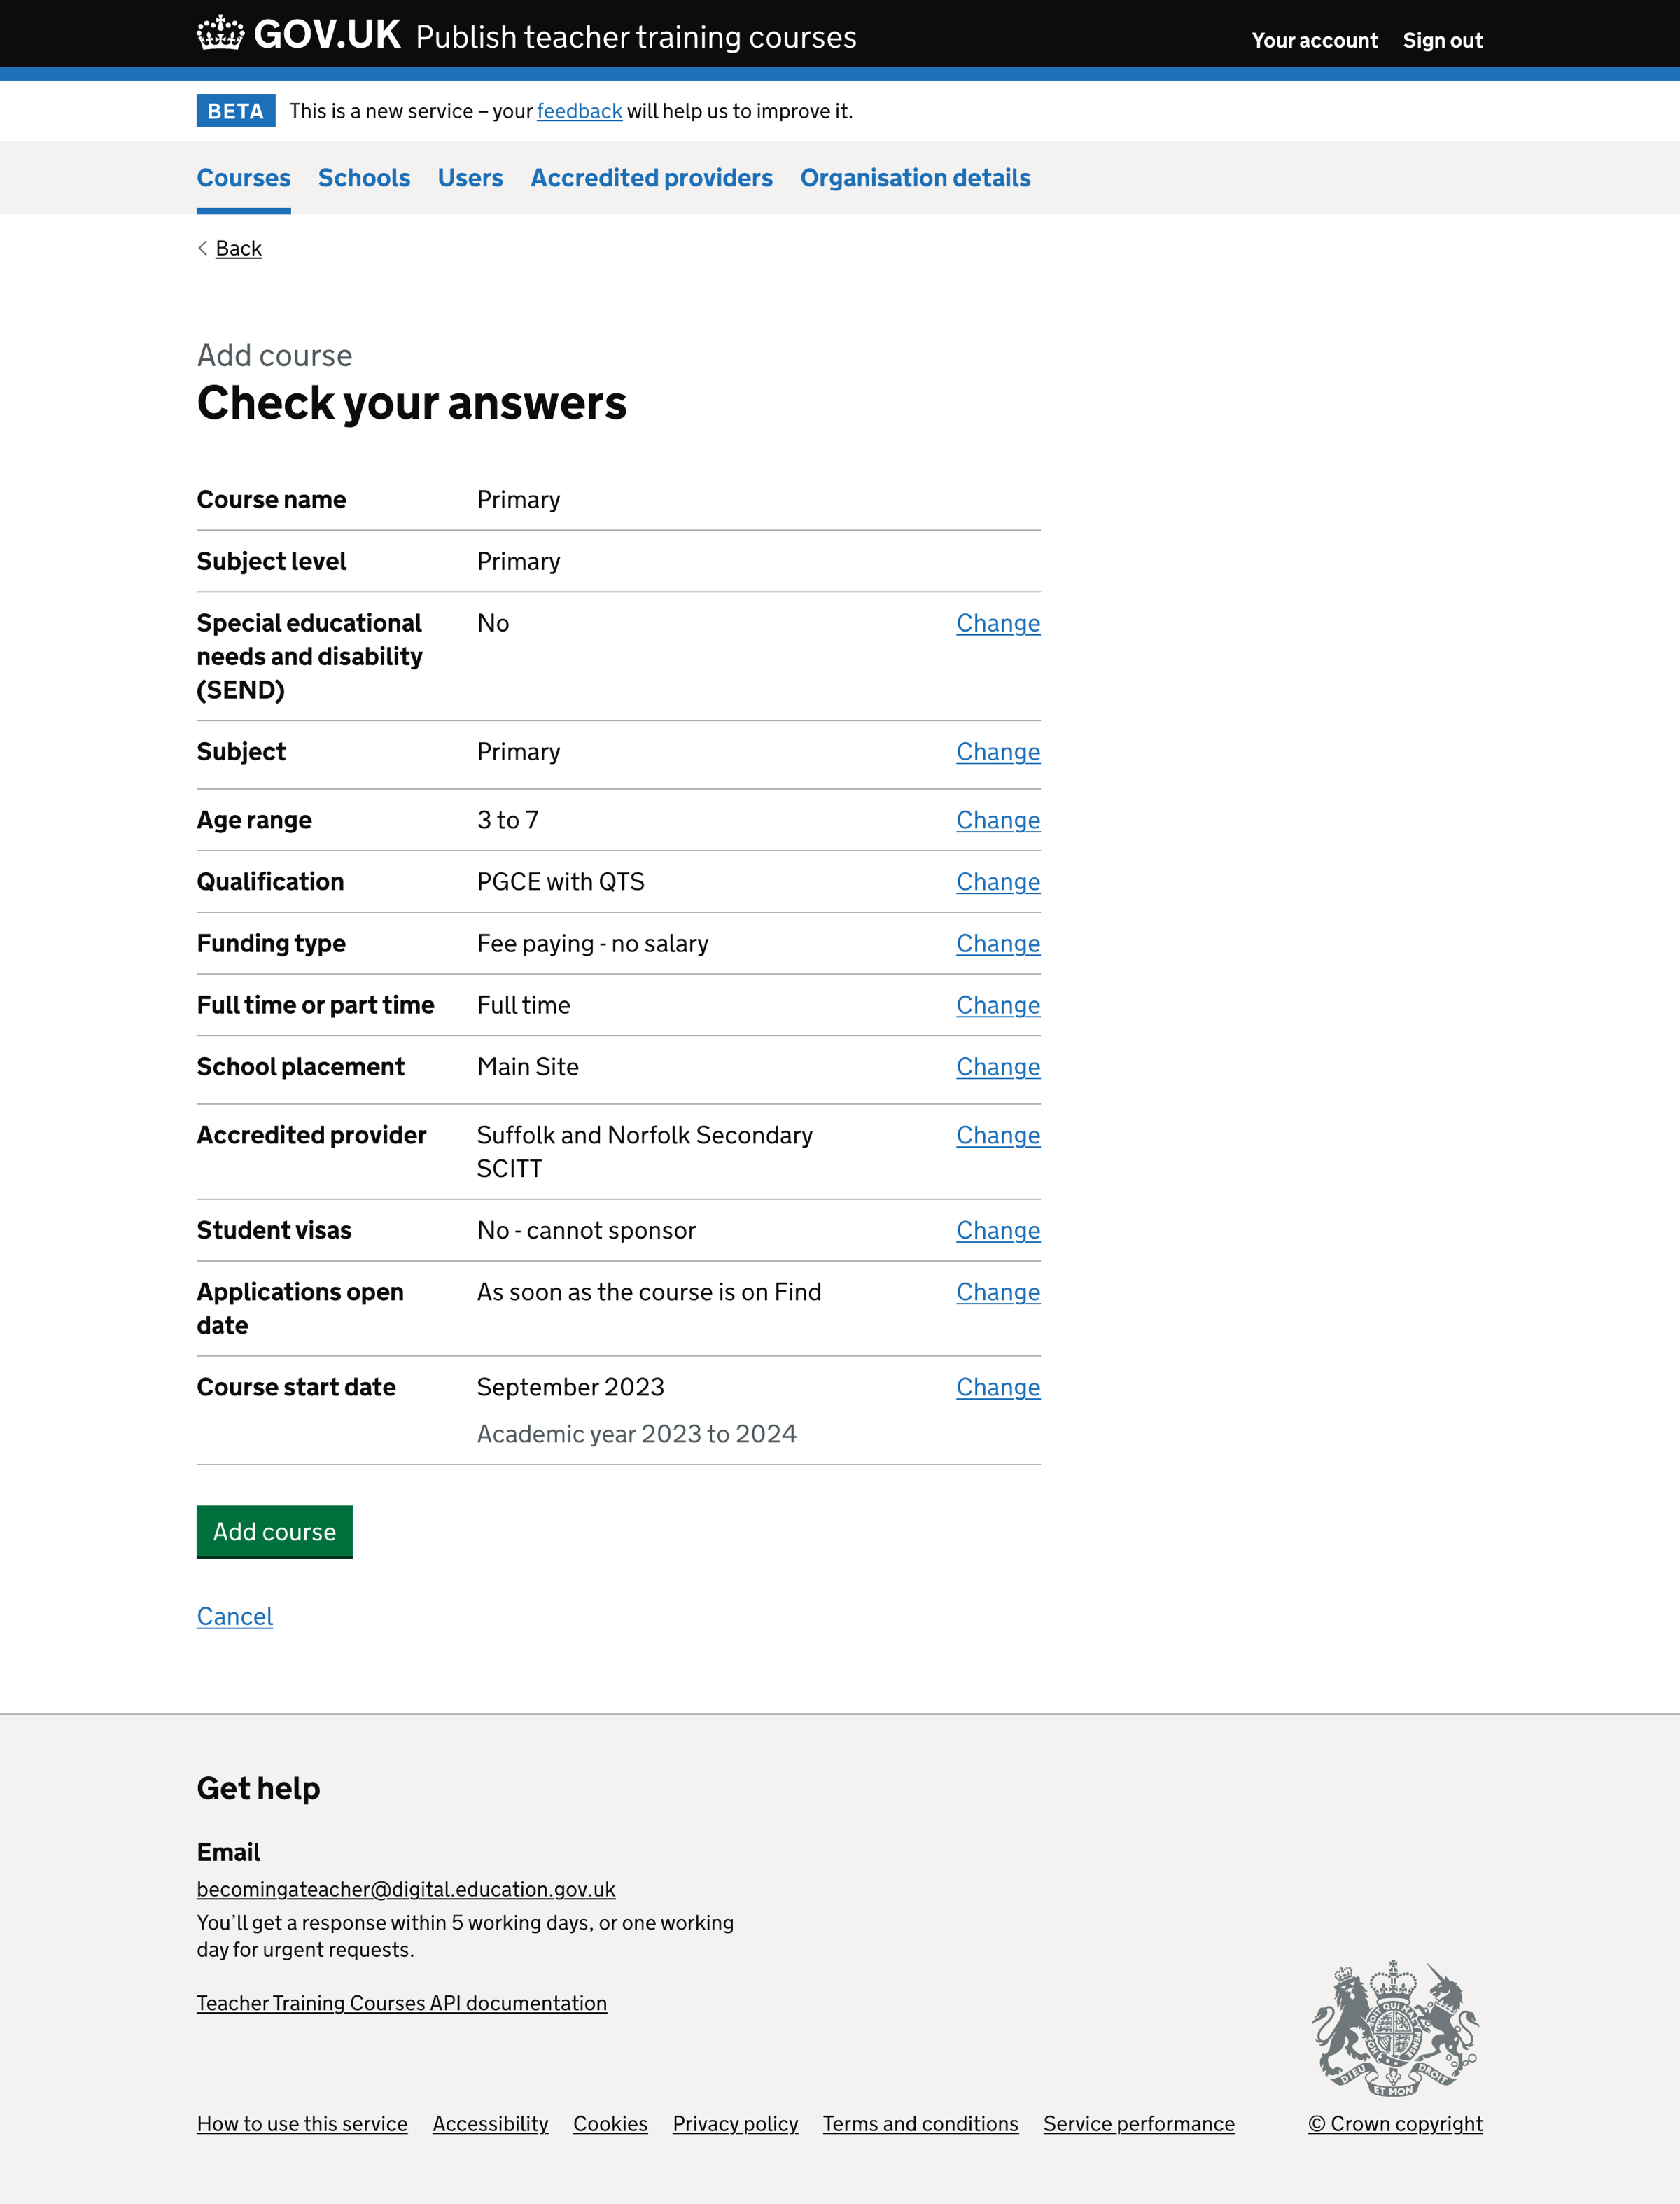 GOV.UK Publish teacher training courses
Your account Sign out
BETA This is a new service – your feedback will help us to improve it.
Courses Schools Users Accredited providers Organisation details
Back
Add course
Check your answers
Course name Primary
Subject level Primary
Special educational No Change
needs and disability
(SEND)
Subject Primary Change
Age range 3 to 7 Change
Qualification PGCE with QTS Change
Funding type Fee paying - no salary Change
Full time or part time Full time Change
School placement Main Site Change
Accredited provider Suffolk and Norfolk Secondary Change
SCITT
Student visas No - cannot sponsor Change
Applications open As soon as the course is on Find Change
date
Course start date September 2023 Change
Academic year 2023 to 2024
Add course
Cancel
Get help
Email
becomingateacher@digital.education.gov.uk
You’ll get a response within 5 working days, or one working
day for urgent requests.
Teacher Training Courses API documentation
DIEU ET MON DROIT
How to use this service Accessibility Cookies Privacy policy Terms and conditions Service performance © Crown copyright